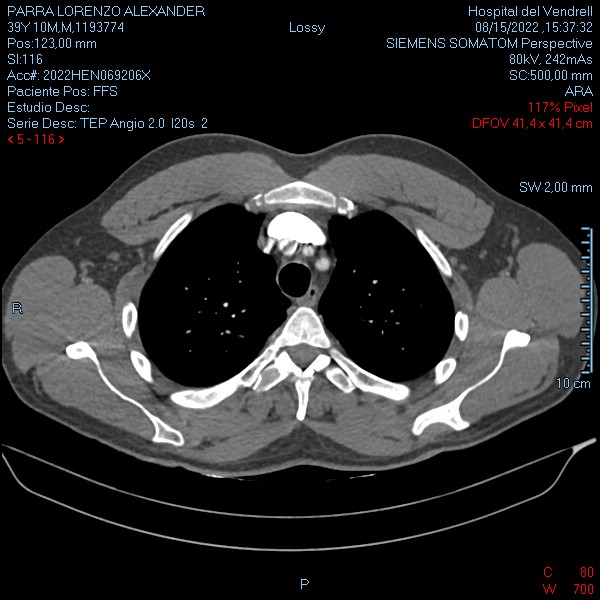 PARRA LORENZO ALEXANDER
39Y 10M,M,1193774
Pos:123,00 mm
SI:116
Acc#: 2022HEN069206X
Paciente Pos: FFS
Estudio Desc:
Serie Desc: TEP Angio 2.0 I20s 2
< 5 - 116 >
Lossy
Hospital del Vendrell
08/15/2022 ,15:37:32
SIEMENS SOMATOM Perspective
80kV, 242mAs
SC:500,00 mm
ARA
117% Pixel
DFOV 41,4 x 41,4 cm
SW 2,00 mm
R
10 cm
P
C 80
W 700